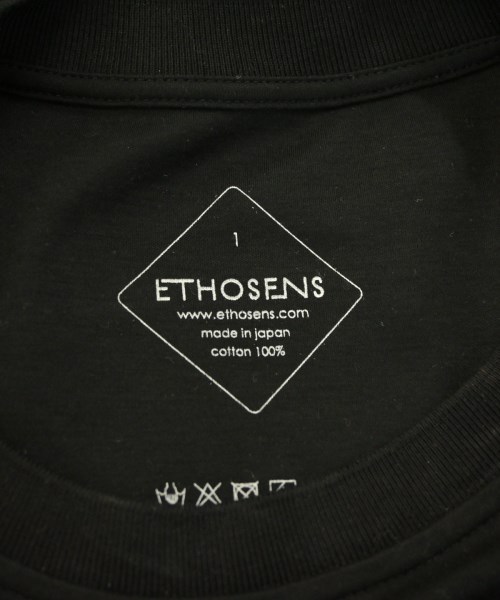 1
ETHOSENS
www.ethosens.com
made in japan
cotton 100%